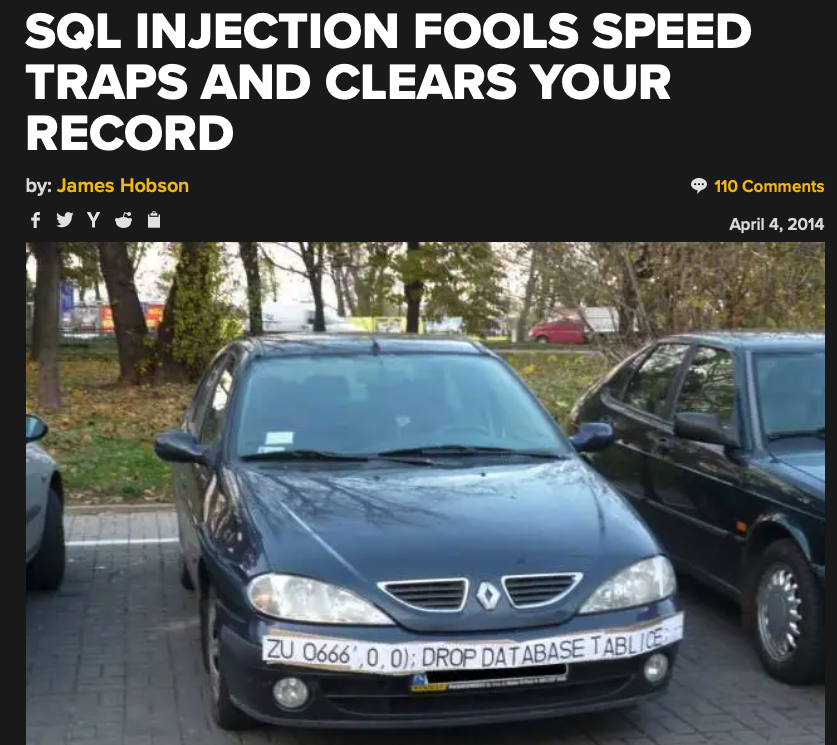 SQL INJECTION FOOLS SPEED
TRAPS AND CLEARS YOUR
RECORD
by: James Hobson
110 Comments
April 4, 2014
ZU 0666',0,0); DROP DATABASE TABLICE;